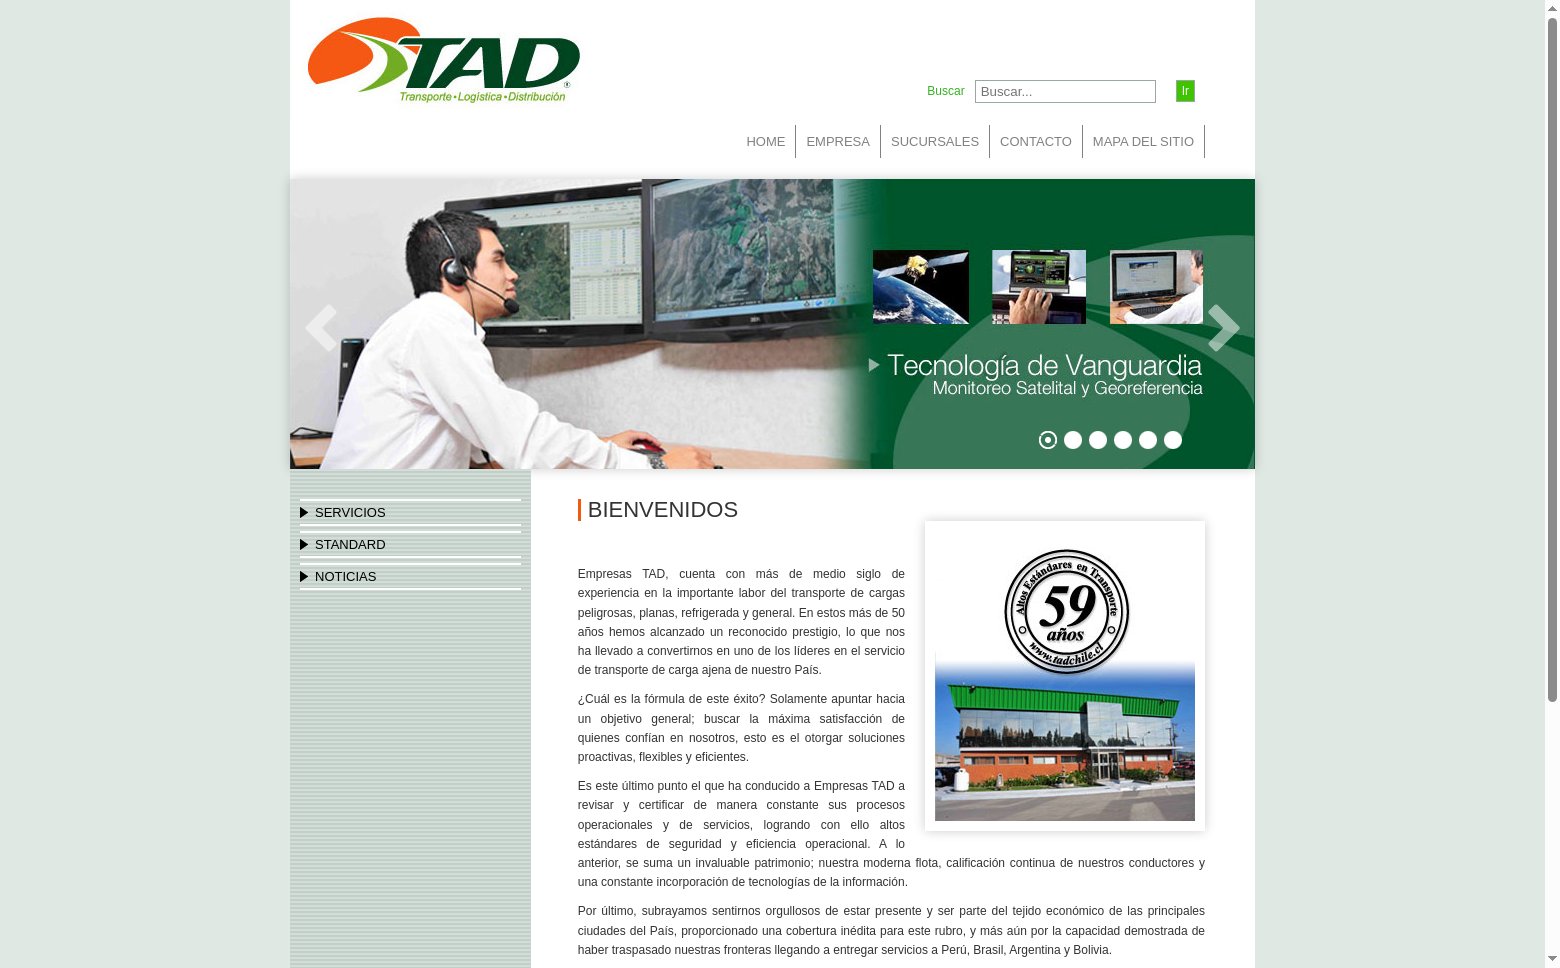 TAD
Transporte•Logística•Distribución
Buscar
Buscar...
Ir
HOME
EMPRESA
SUCURSALES
CONTACTO
MAPA DEL SITIO
Tecnología de Vanguardia
Monitoreo Satelital y Georeferencia
SERVICIOS
STANDARD
NOTICIAS
BIENVENIDOS
Altos Estándares en Transporte
59
años
www.tadchile.cl
Empresas TAD, cuenta con más de medio siglo de
experiencia en la importante labor del transporte de cargas
peligrosas, planas, refrigerada y general. En estos más de 50
años hemos alcanzado un reconocido prestigio, lo que nos
ha llevado a convertirnos en uno de los líderes en el servicio
de transporte de carga ajena de nuestro País.
¿Cuál es la fórmula de este éxito? Solamente apuntar hacia
un objetivo general; buscar la máxima satisfacción de
quienes confían en nosotros, esto es el otorgar soluciones
proactivas, flexibles y eficientes.
Es este último punto el que ha conducido a Empresas TAD a
revisar y certificar de manera constante sus procesos
operacionales y de servicios, logrando con ello altos
estándares de seguridad y eficiencia operacional. A lo
anterior, se suma un invaluable patrimonio; nuestra moderna flota, calificación continua de nuestros conductores y
una constante incorporación de tecnologías de la información.
Por último, subrayamos sentirnos orgullosos de estar presente y ser parte del tejido económico de las principales
ciudades del País, proporcionado una cobertura inédita para este rubro, y más aún por la capacidad demostrada de
haber traspasado nuestras fronteras llegando a entregar servicios a Perú, Brasil, Argentina y Bolivia.